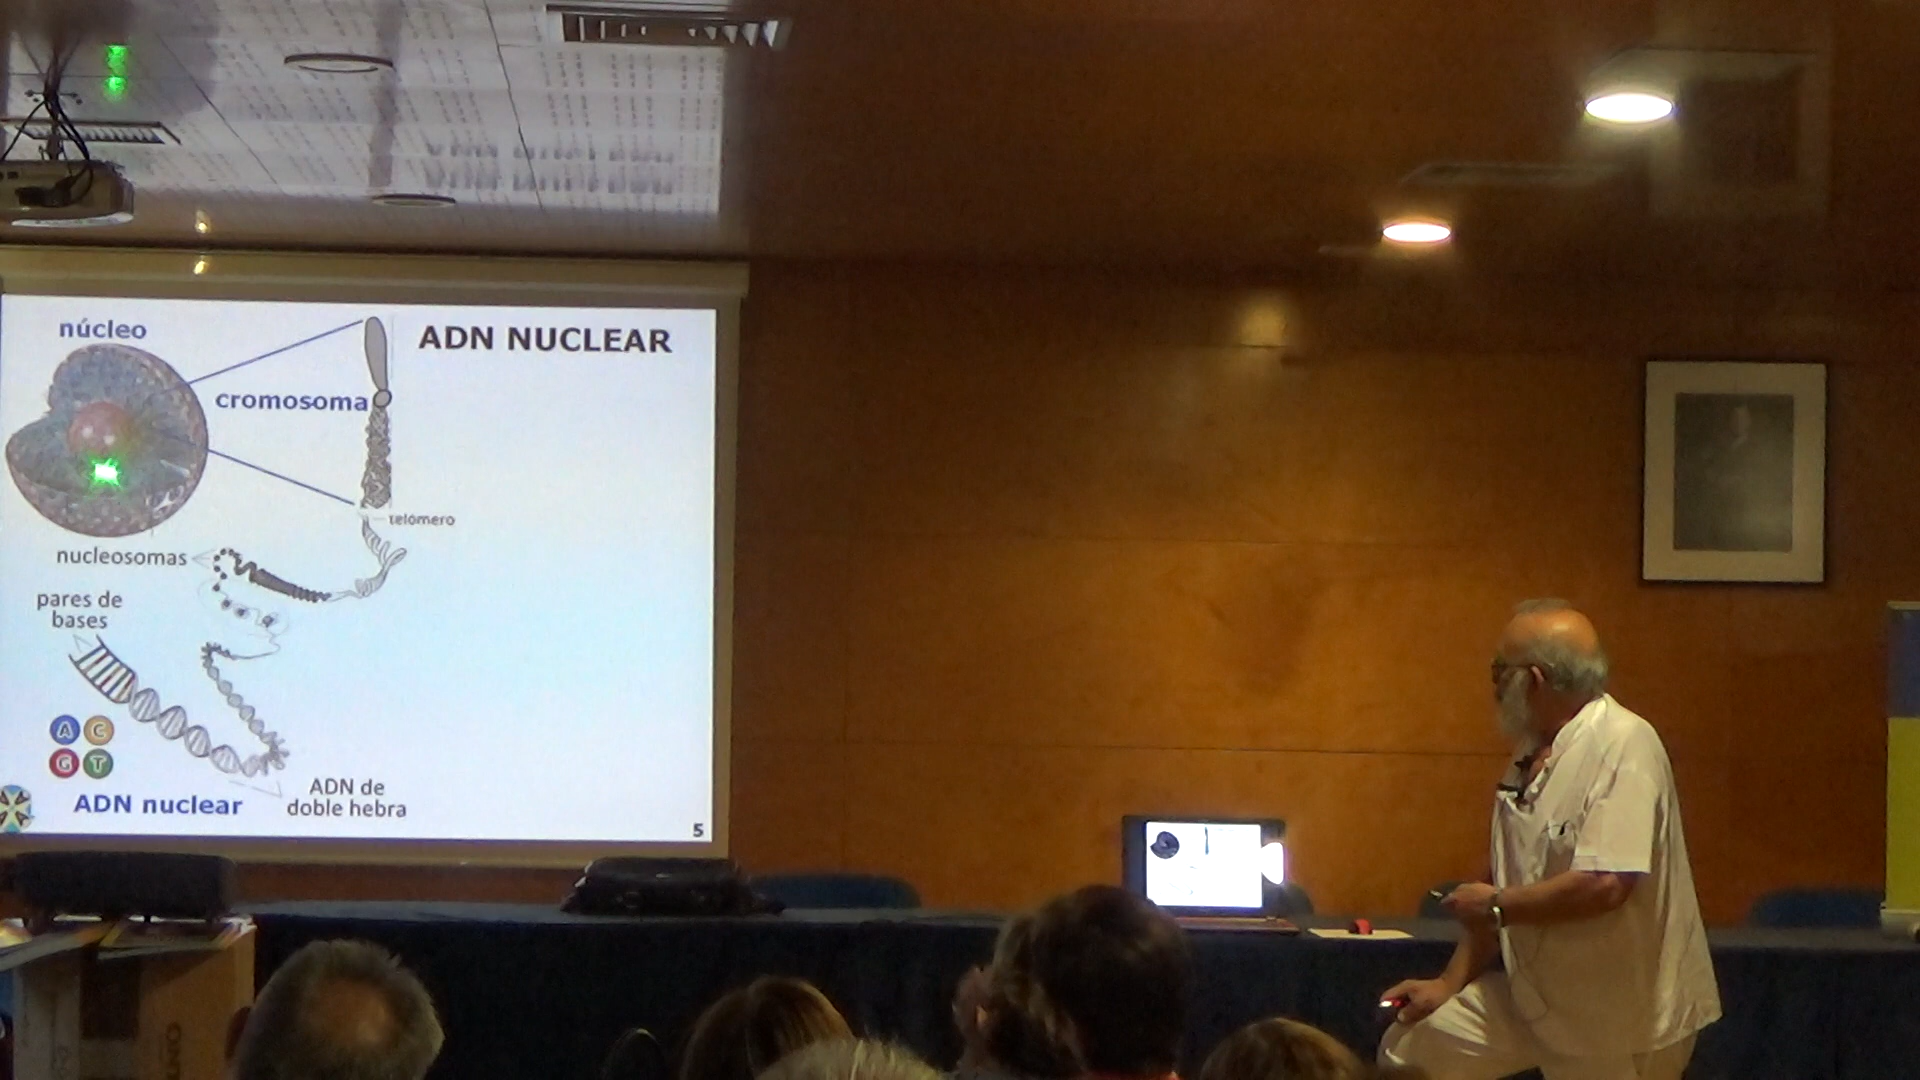 núcleo
ADN NUCLEAR
cromosoma
telómero
nucleosomas
pares de
bases
A C
G T
ADN de
doble hebra
ADN nuclear
5